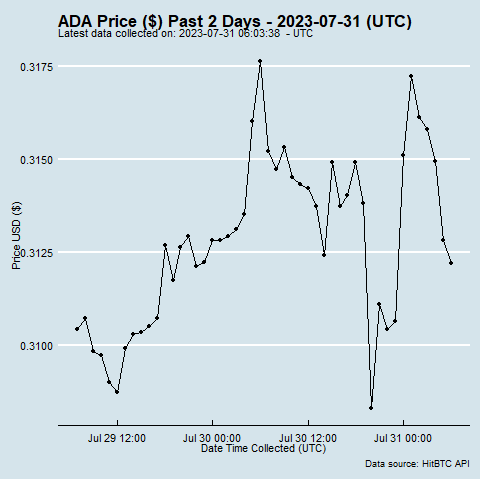 ADA Price ($) Past 2 Days - 2023-07-31 (UTC)
Latest data collected on: 2023-07-31 06:03:38 - UTC
Price USD ($)
0.3175
0.3150
0.3125
0.3100
Jul 29 12:00
Jul 30 00:00
Jul 30 12:00
Jul 31 00:00
Date Time Collected (UTC)
Data source: HitBTC API